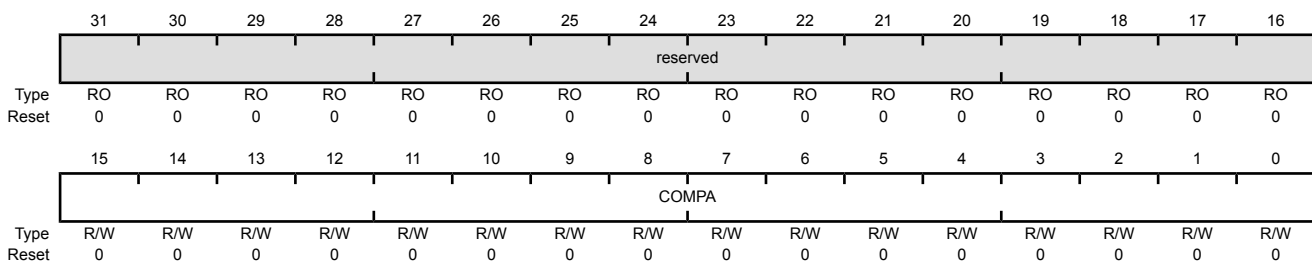 31 30 29 28 27 26 25 24 23 22 21 20 19 18 17 16
reserved
Type RO RO RO RO RO RO RO RO RO RO RO RO RO RO RO RO
Reset 0 0 0 0 0 0 0 0 0 0 0 0 0 0 0 0
15 14 13 12 11 10 9 8 7 6 5 4 3 2 1 0
COMPA
Type R/W R/W R/W R/W R/W R/W R/W R/W R/W R/W R/W R/W R/W R/W R/W R/W
Reset 0 0 0 0 0 0 0 0 0 0 0 0 0 0 0 0